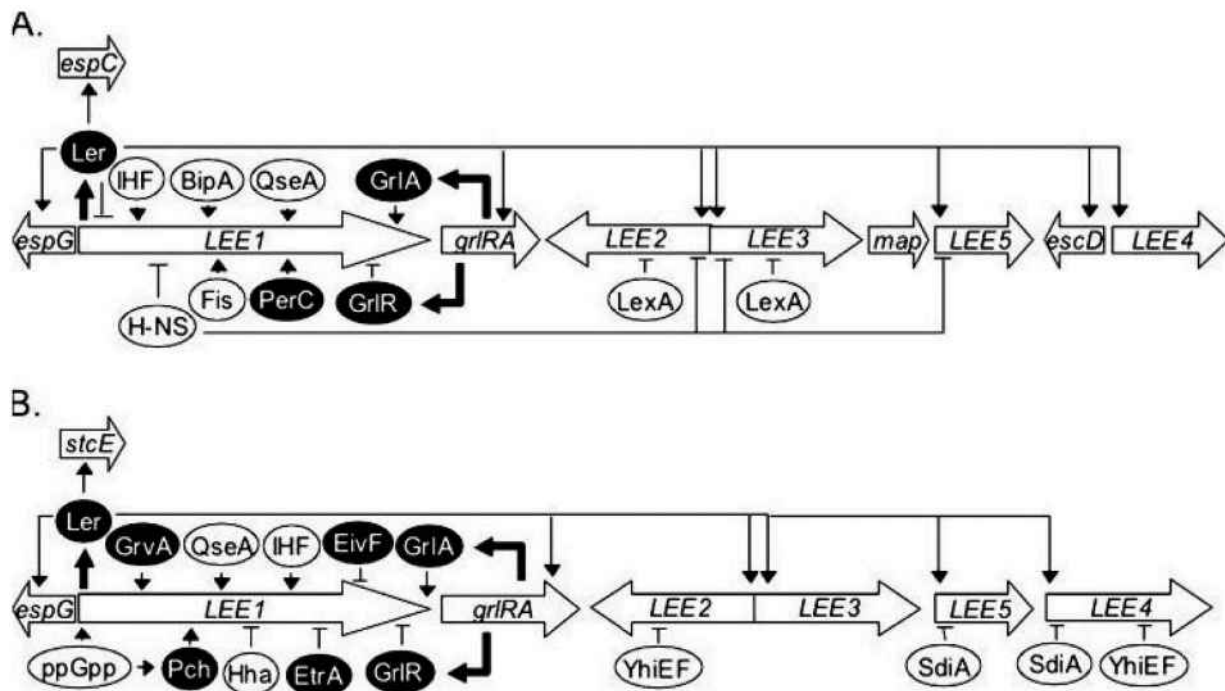 A.
espC
Ler
IHF BipA QseA GrlA
espG LEE1 grlRA LEE2 LEE3 map LEE5 escD LEE4
H-NS Fis PerC GrlR LexA LexA
B.
stcE
Ler
GrvA QseA IHF EivF GrlA
espG LEE1 grlRA LEE2 LEE3 LEE5 LEE4
ppGpp Pch Hha EtrA GrlR YhiEF SdiA SdiA YhiEF